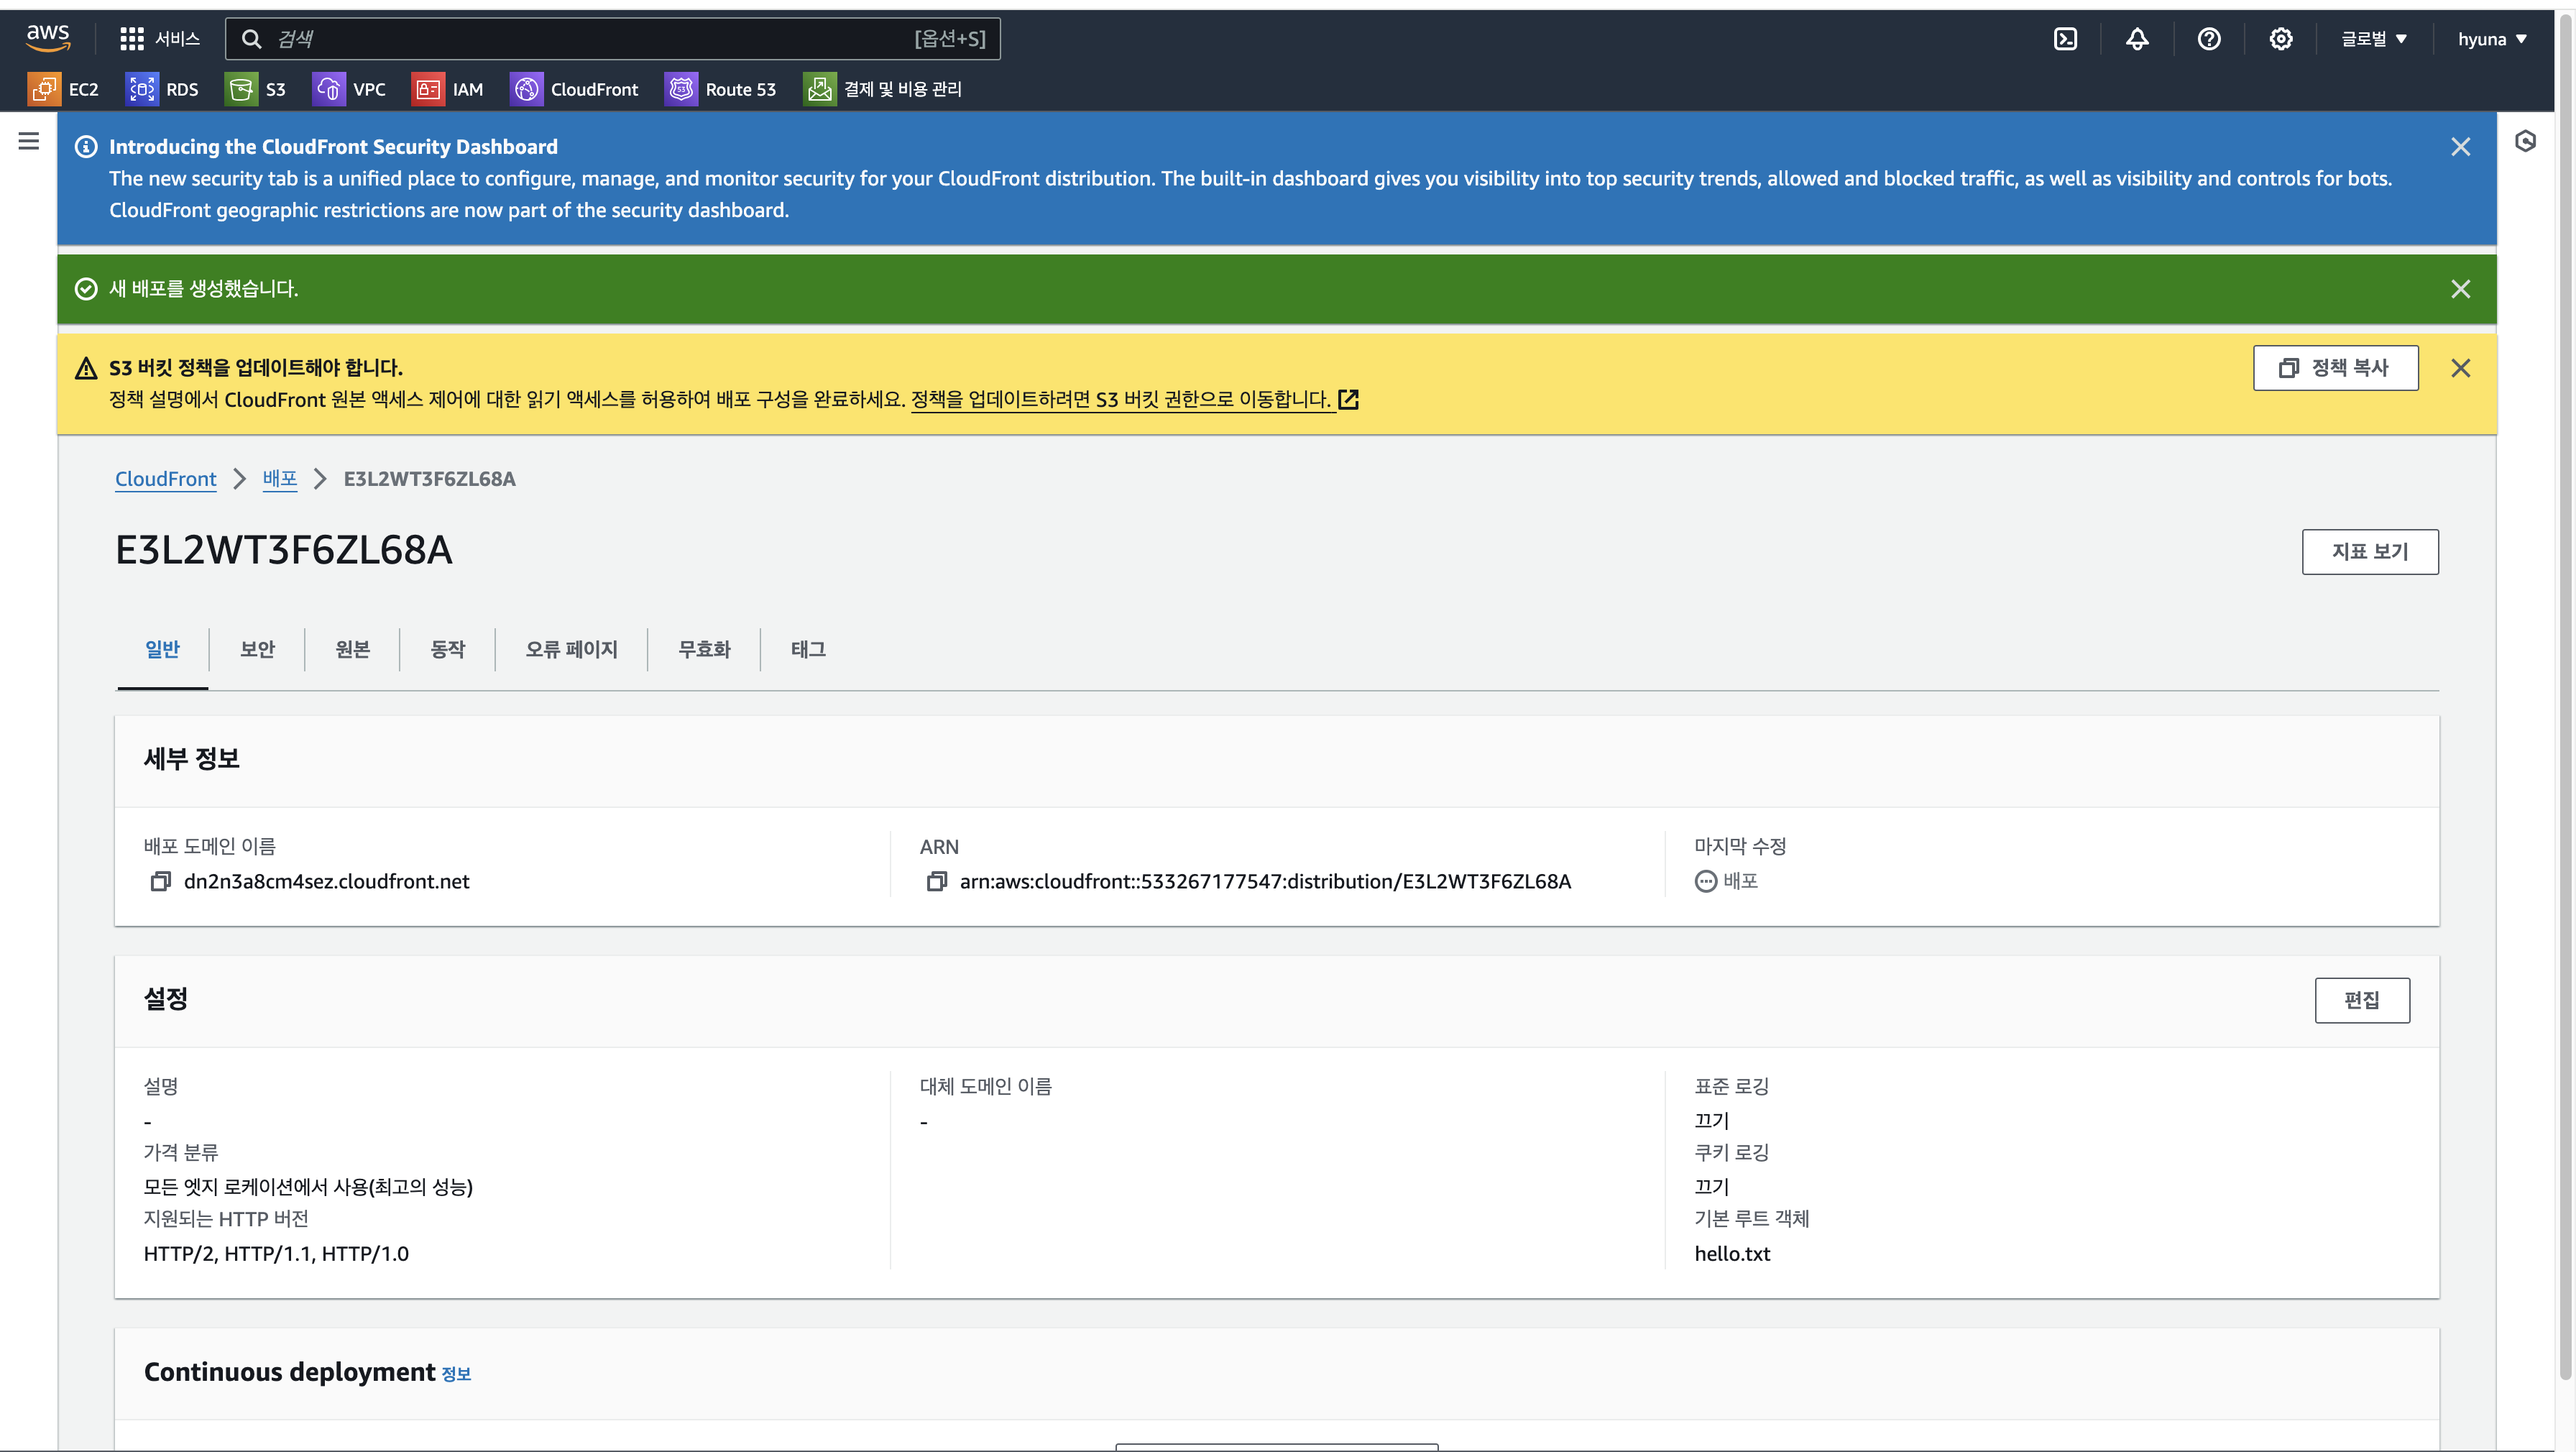 aws
서비스
검색
[옵션+S]
글로벌
hyuna
EC2
RDS
S3
VPC
IAM
CloudFront
Route 53
결제 및 비용 관리
Introducing the CloudFront Security Dashboard
The new security tab is a unified place to configure, manage, and monitor security for your CloudFront distribution. The built-in dashboard gives you visibility into top security trends, allowed and blocked traffic, as well as visibility and controls for bots.
CloudFront geographic restrictions are now part of the security dashboard.
새 배포를 생성했습니다.
S3 버킷 정책을 업데이트해야 합니다.
정책 설명에서 CloudFront 원본 액세스 제어에 대한 읽기 액세스를 허용하여 배포 구성을 완료하세요. 정책을 업데이트하려면 S3 버킷 권한으로 이동합니다.
정책 복사
CloudFront
배포
E3L2WT3F6ZL68A
E3L2WT3F6ZL68A
지표 보기
일반
보안
원본
동작
오류 페이지
무효화
태그
세부 정보
배포 도메인 이름
dn2n3a8cm4sez.cloudfront.net
ARN
arn:aws:cloudfront::533267177547:distribution/E3L2WT3F6ZL68A
마지막 수정
배포
설정
편집
설명
-
가격 분류
모든 엣지 로케이션에서 사용(최고의 성능)
지원되는 HTTP 버전
HTTP/2, HTTP/1.1, HTTP/1.0
대체 도메인 이름
-
표준 로깅
끄기
쿠키 로깅
끄기
기본 루트 객체
hello.txt
Continuous deployment 정보